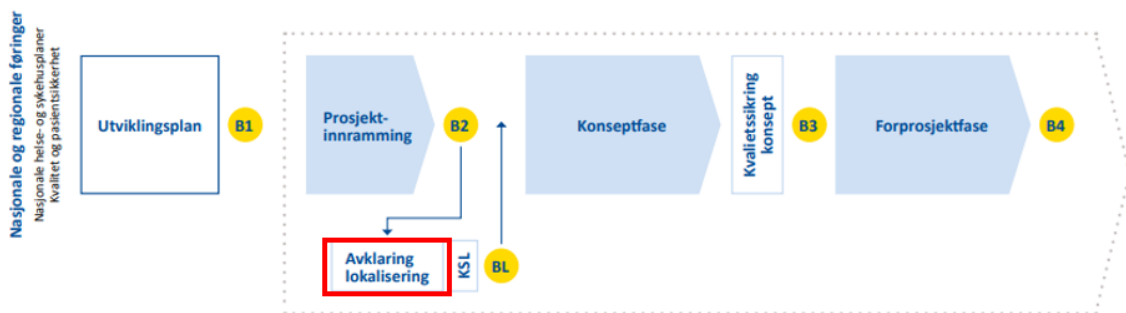 Nasjonale og regionale føringer
Nasjonale helse- og sykehusplaner
Kvalitet og pasientsikkerhet
Utviklingsplan
B1
Prosjekt-
innramming
B2
Konseptfase
Kvalietssikring
konsept
B3
Forprosjektfase
B4
Avklaring
lokalisering
KSL
BL